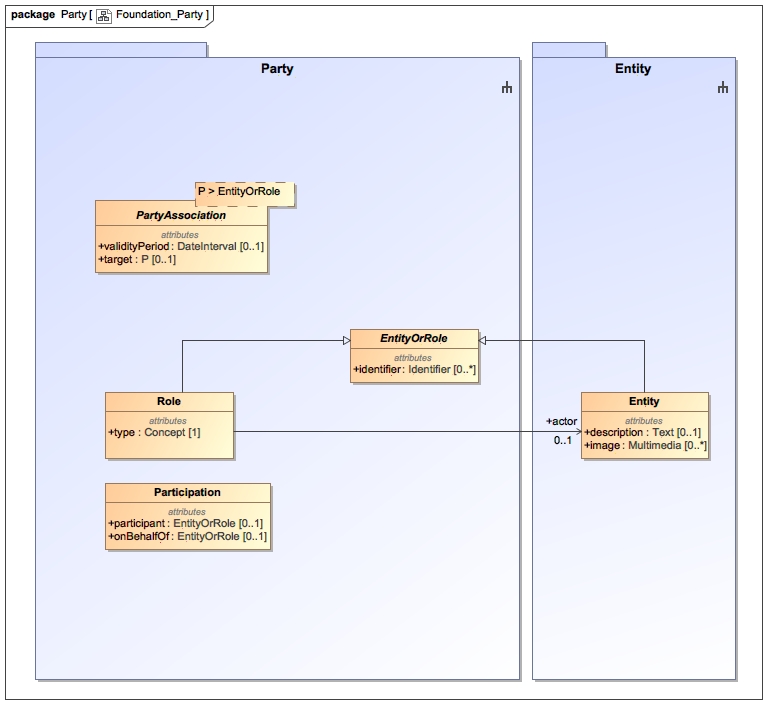 package Party [ Foundation_Party ]
Party
Entity
P > EntityOrRole
PartyAssociation
attributes
+validityPeriod : DateInterval [0..1]
+target : P [0..1]
EntityOrRole
attributes
+identifier : Identifier [0..*]
Role
attributes
+type : Concept [1]
+actor
0..1
Entity
attributes
+description : Text [0..1]
+image : Multimedia [0..*]
Participation
attributes
+participant : EntityOrRole [0..1]
+onBehalfOf : EntityOrRole [0..1]